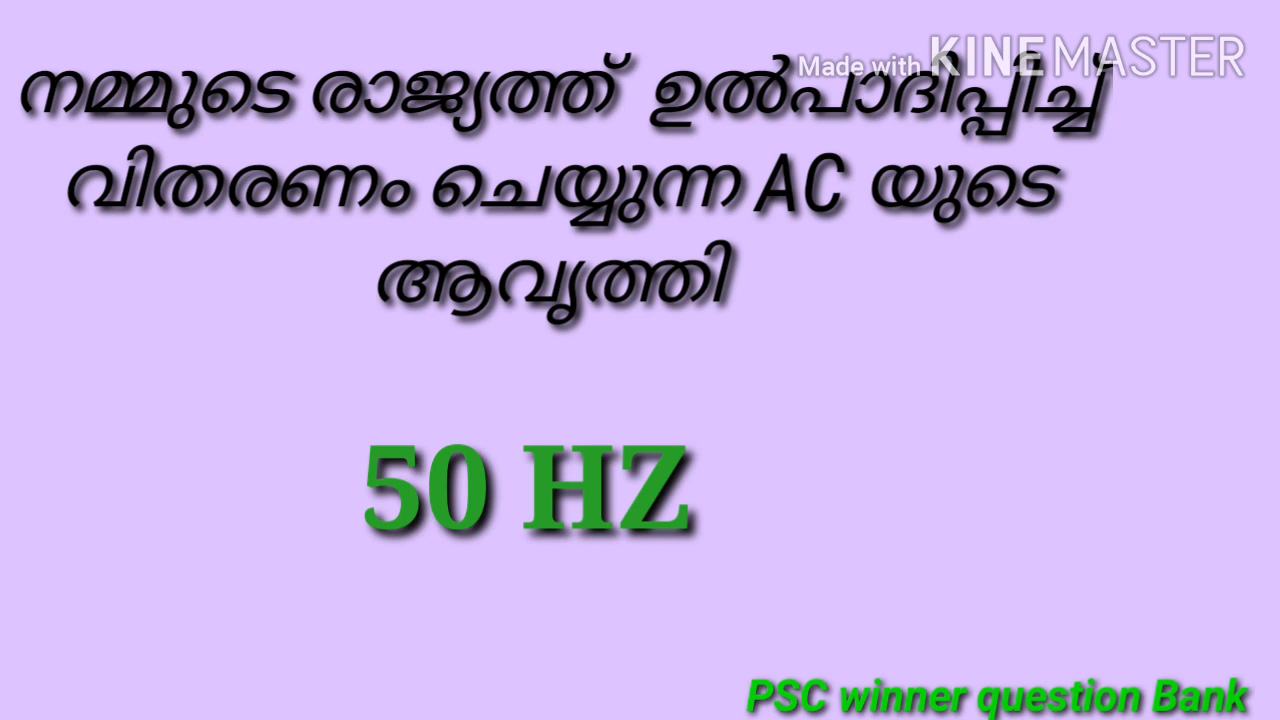 Made with KINEMASTER
നമ്മുടെ രാജ്യത്ത് ഉൽപാദിപ്പിച്ച്
വിതരണം ചെയ്യുന്ന AC യുടെ
ആവൃത്തി
50 HZ
PSC winner question Bank